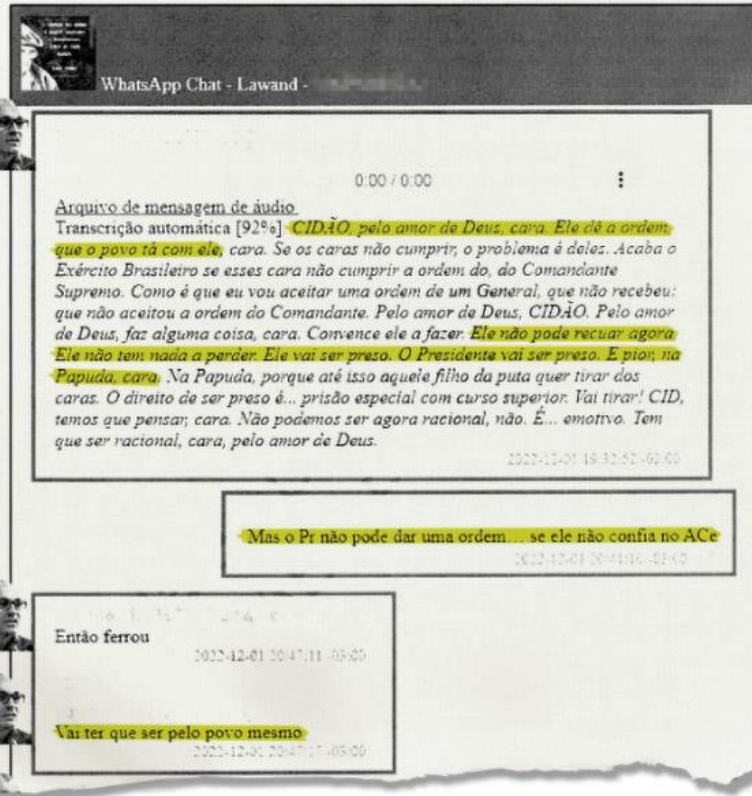 WhatsApp Chat - Lawand -
0:00 / 0:00
Arquivo de mensagem de áudio
Transcrição automática [92%] CIDÃO, pelo amor de Deus, cara. Ele dê a ordem
que o povo tá com ele, cara. Se os caras não cumprir, o problema é deles. Acaba o
Exército Brasileiro se esses cara não cumprir a ordem do, do Comandante
Supremo. Como é que eu vou aceitar uma ordem de um General, que não recebeu:
que não aceitou a ordem do Comandante. Pelo amor de Deus, CIDÃO. Pelo amor
de Deus, faz alguma coisa, cara. Convence ele a fazer. Ele não pode recuar agora
Ele não tem nada a perder. Ele vai ser preso. O Presidente vai ser preso. E pior, na
Papuda, cara. Na Papuda, porque até isso aquele filho da puta quer tirar dos
caras. O direito de ser preso é... prisão especial com curso superior. Vai tirar! CID,
temos que pensar, cara. Não podemos ser agora racional, não. É... emotivo. Tem
que ser racional, cara, pelo amor de Deus.
Mas o Pr não pode dar uma ordem... se ele não confia no ACe
Então ferrou
2022-12-01 20:47:11 -03:00
Vai ter que ser pelo povo mesmo